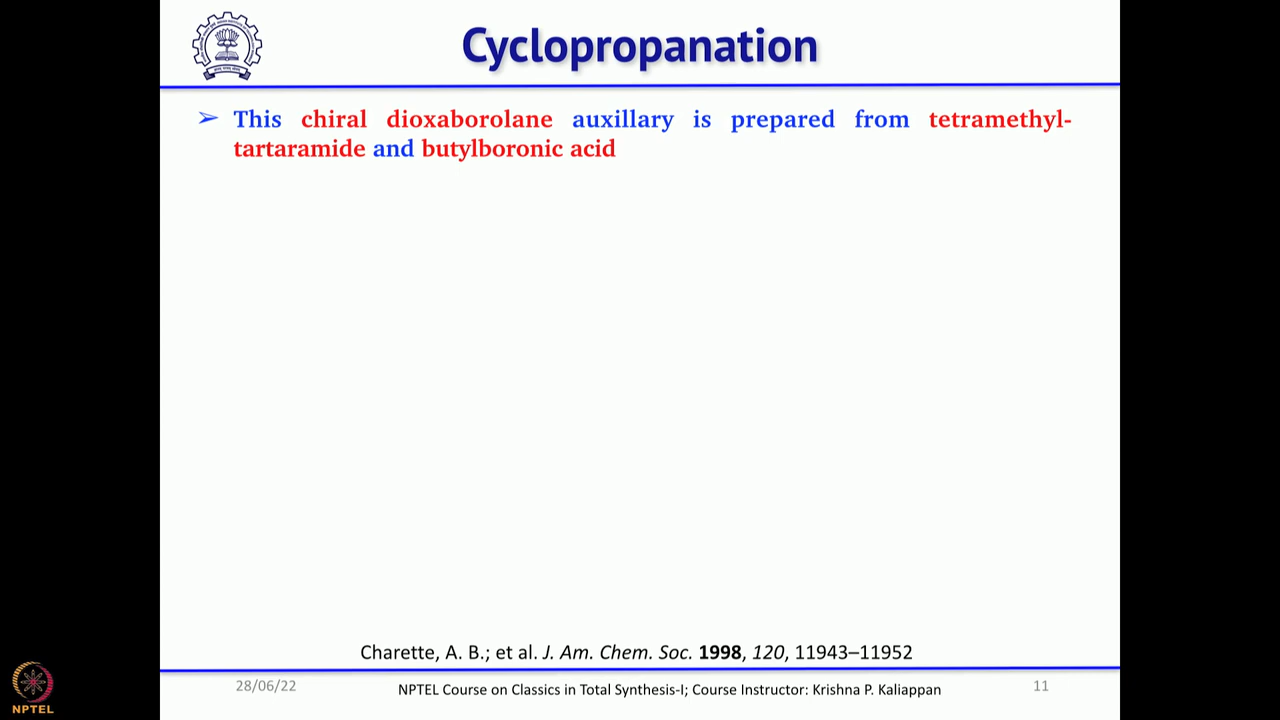 Cyclopropanation
➢ This chiral dioxaborolane auxillary is prepared from tetramethyl-
tartaramide and butylboronic acid
Charette, A. B.; et al. J. Am. Chem. Soc. 1998, 120, 11943–11952
28/06/22
NPTEL Course on Classics in Total Synthesis-I; Course Instructor: Krishna P. Kaliappan
11
NPTEL